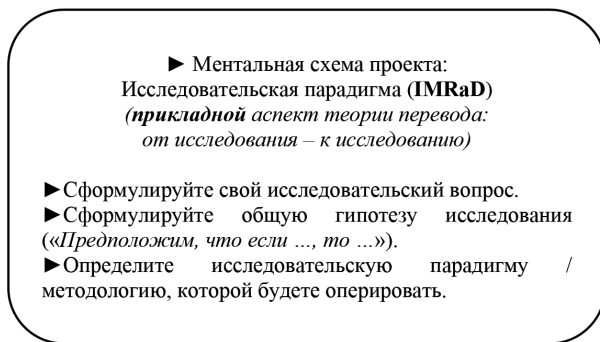 ► Ментальная схема проекта:
Исследовательская парадигма (IMRaD)
(прикладной аспект теории перевода:
от исследования – к исследованию)
►Сформулируйте свой исследовательский вопрос.
►Сформулируйте общую гипотезу исследования
(«Предположим, что если ..., то ...»).
►Определите исследовательскую парадигму /
методологию, которой будете оперировать.